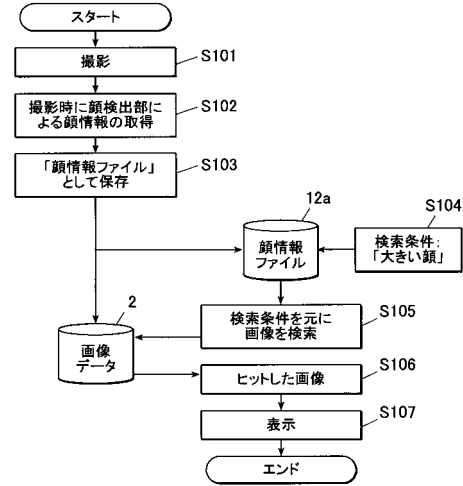 スタート
撮影
S101
撮影時に顔検出部に
よる顔情報の取得
S102
「顔情報ファイル」
として保存
S103
12a
顔情報
ファイル
S104
検索条件:
「大きい顔」
検索条件を元に
画像を検索
S105
2
画像
データ
ヒットした画像
S106
表示
S107
エンド